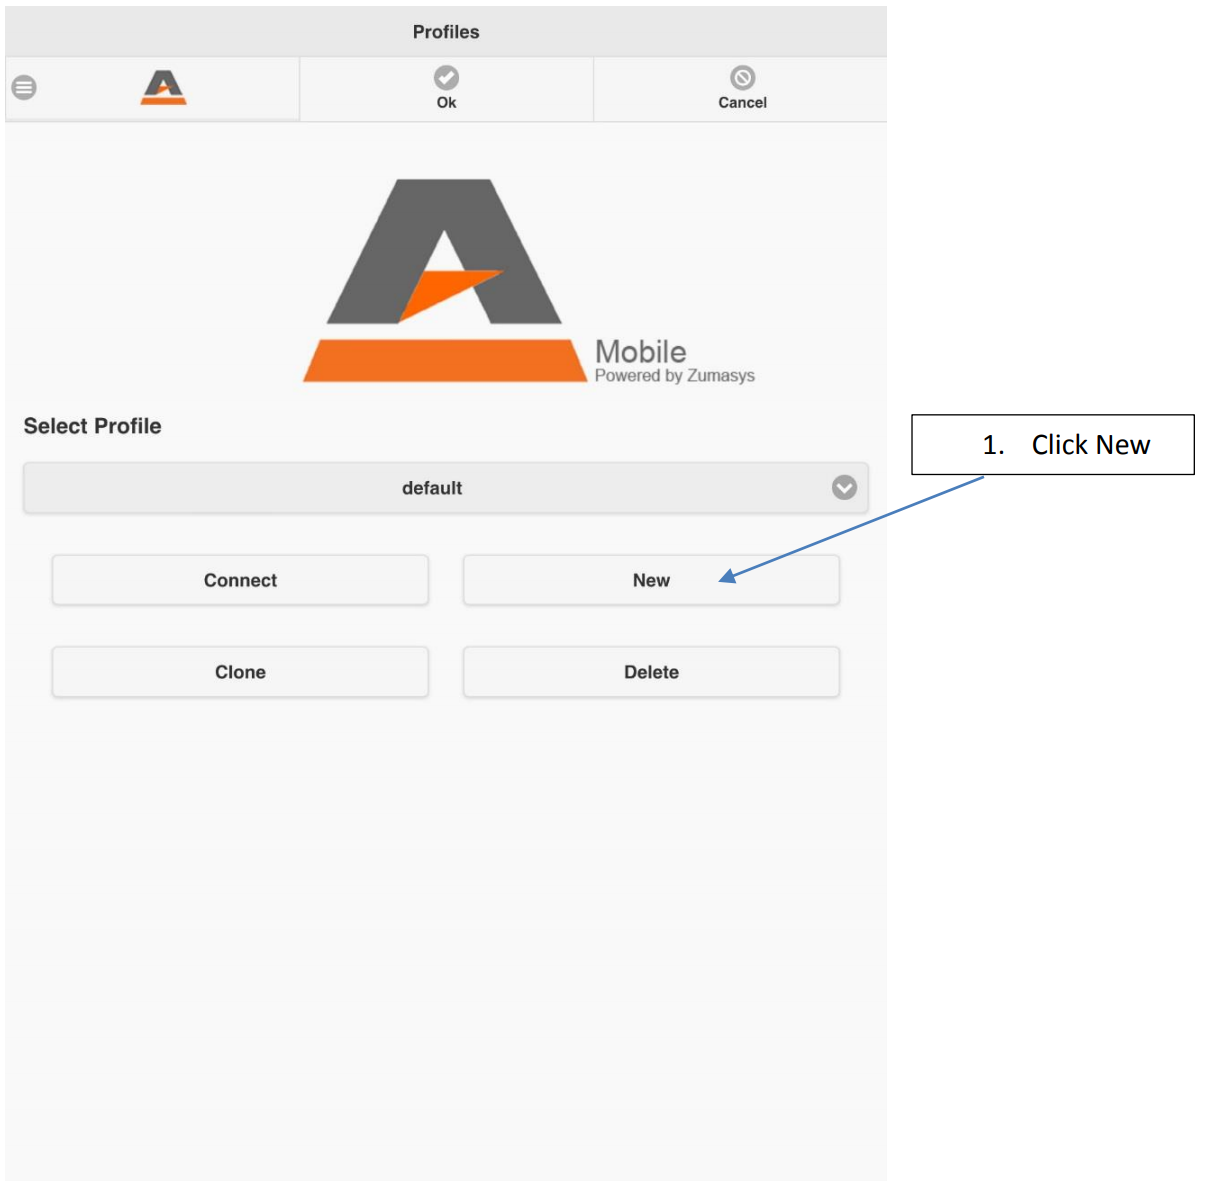 Profiles
Ok
Cancel
Mobile
Powered by Zumasys
Select Profile
1. Click New
default
Connect
New
Clone
Delete